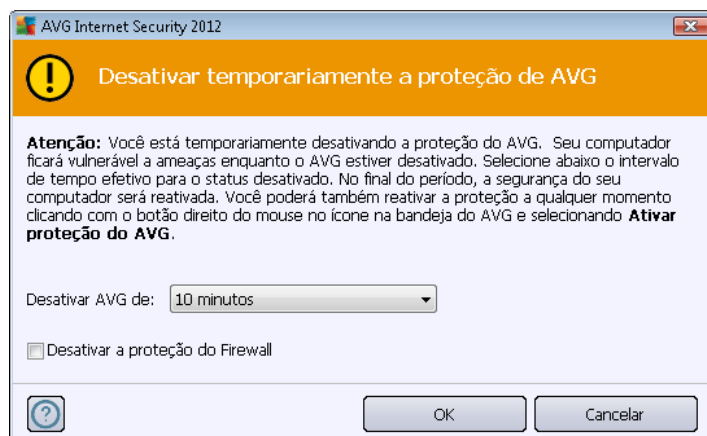 AVG Internet Security 2012
Desativar temporariamente a proteção de AVG
Atenção: Você está temporariamente desativando a proteção do AVG. Seu computador
ficará vulnerável a ameaças enquanto o AVG estiver desativado. Selecione abaixo o intervalo
de tempo efetivo para o status desativado. No final do período, a segurança do seu
computador será reativada. Você poderá também reativar a proteção a qualquer momento
clicando com o botão direito do mouse no ícone na bandeja do AVG e selecionando Ativar
proteção do AVG.
Desativar AVG de: 10 minutos
Desativar a proteção do Firewall
OK Cancelar